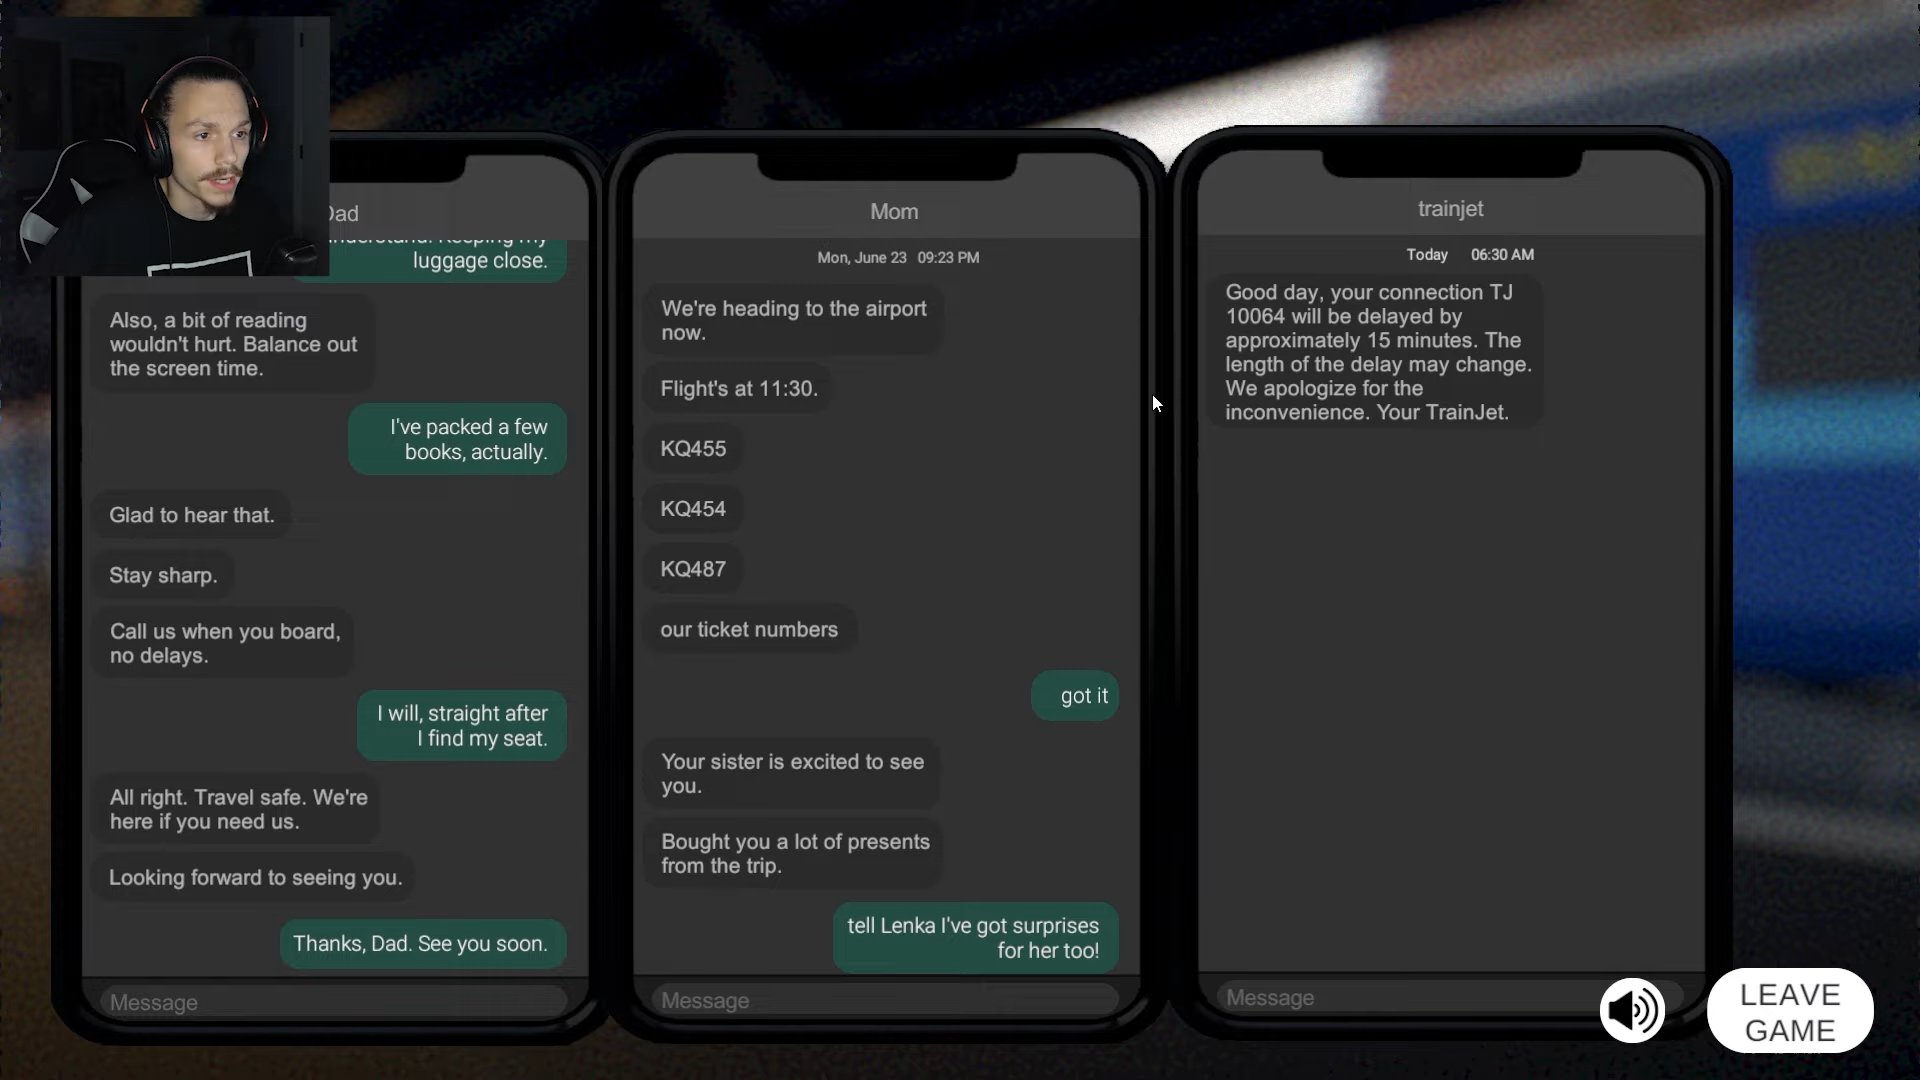 Dad
luggage close.
Also, a bit of reading
wouldn't hurt. Balance out
the screen time.
I've packed a few
books, actually.
Glad to hear that.
Stay sharp.
Call us when you board,
no delays.
I will, straight after
I find my seat.
All right. Travel safe. We're
here if you need us.
Looking forward to seeing you.
Thanks, Dad. See you soon.
Message
Mom
Mon, June 23 09:23 PM
We're heading to the airport
now.
Flight's at 11:30.
KQ455
KQ454
KQ487
our ticket numbers
got it
Your sister is excited to see
you.
Bought you a lot of presents
from the trip.
tell Lenka I've got surprises
for her too!
Message
trainjet
Today 06:30 AM
Good day, your connection TJ
10064 will be delayed by
approximately 15 minutes. The
length of the delay may change.
We apologize for the
inconvenience. Your TrainJet.
Message
LEAVE
GAME